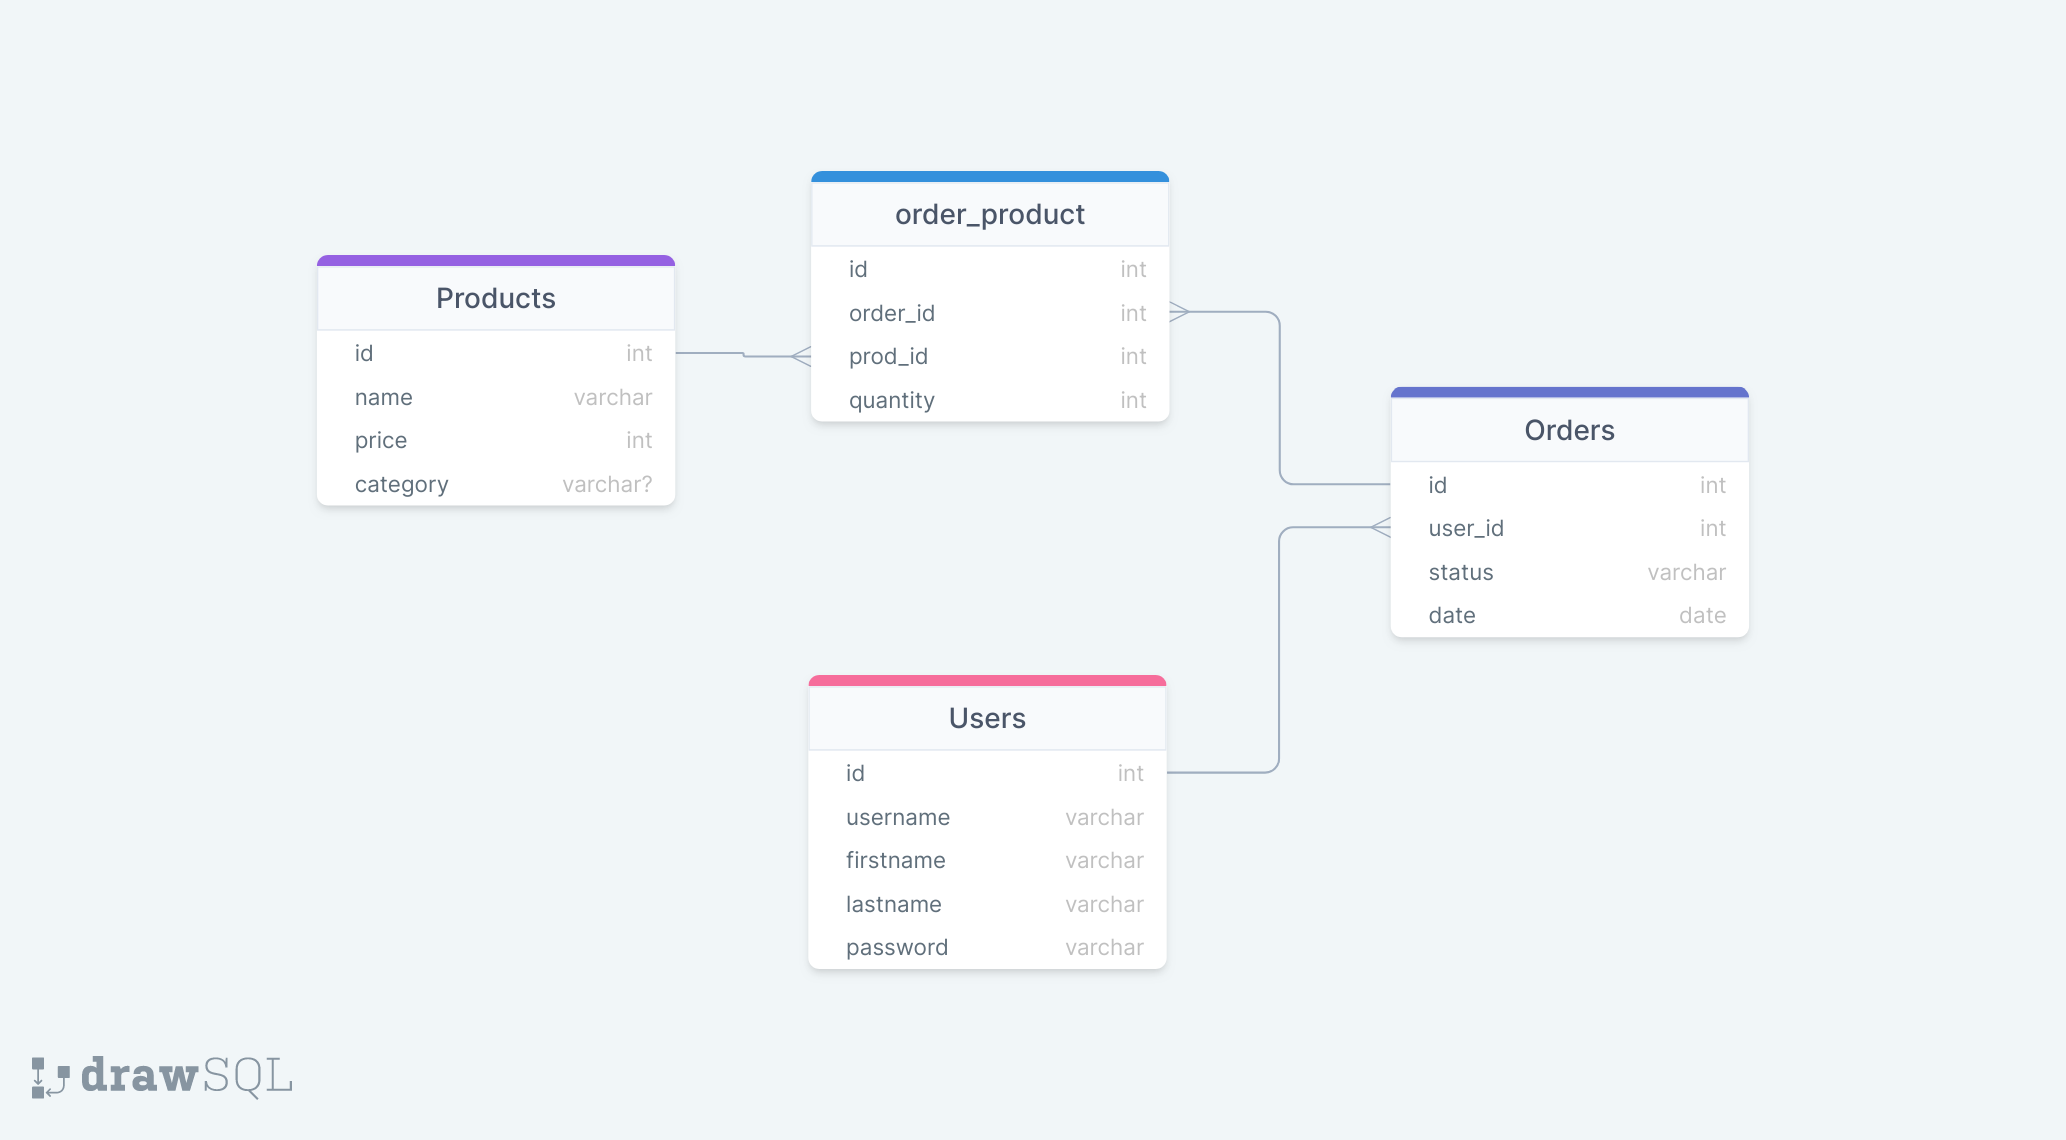 order_product
id int
order_id int
prod_id int
quantity int
Products
id int
name varchar
price int
category varchar?
Orders
id int
user_id int
status varchar
date date
Users
id int
username varchar
firstname varchar
lastname varchar
password varchar
drawSQL